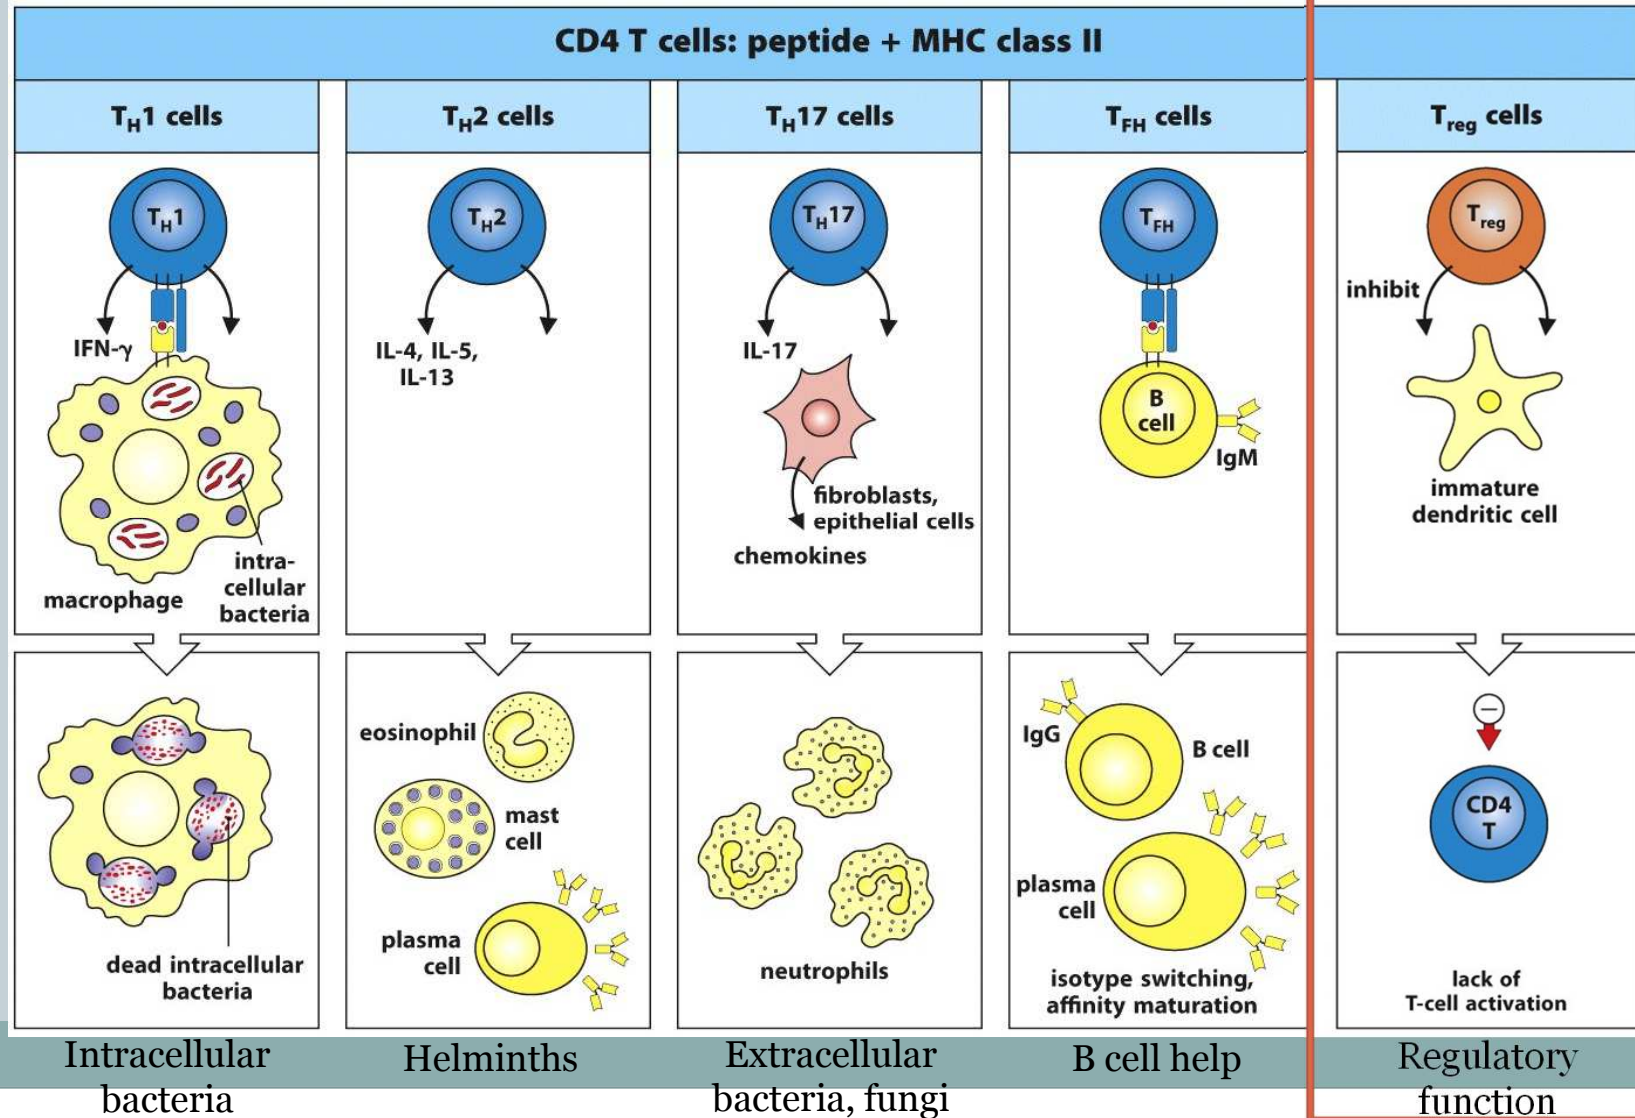 CD4 T cells: peptide + MHC class II
TH1 cells
TH1
IFN-γ
macrophage
intra-
cellular
bacteria
dead intracellular
bacteria
Intracellular
bacteria
TH2 cells
TH2
IL-4, IL-5,
IL-13
eosinophil
mast
cell
plasma
cell
Helminths
TH17 cells
TH17
IL-17
fibroblasts,
epithelial cells
chemokines
neutrophils
Extracellular
bacteria, fungi
TFH cells
TFH
B
cell
IgM
IgG
B cell
plasma
cell
isotype switching,
affinity maturation
B cell help
Treg cells
Treg
inhibit
immature
dendritic cell
−
CD4
T
lack of
T-cell activation
Regulatory
function